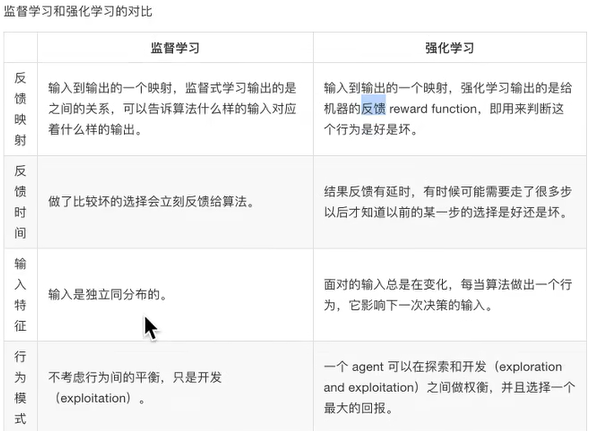 监督学习和强化学习的对比
监督学习
强化学习
反馈映射
输入到输出的一个映射，监督式学习输出的是
之间的关系，可以告诉算法什么样的输入对应
着什么样的输出。
输入到输出的一个映射，强化学习输出的是给
机器的反馈 reward function，即用来判断这
个行为是好是坏。
反馈时间
做了比较坏的选择会立刻反馈给算法。
结果反馈有延时，有时候可能需要走了很多步
以后才知道以前的某一步的选择是好还是坏。
输入特征
输入是独立同分布的。
面对的输入总是在变化，每当算法做出一个行
为，它影响下一次决策的输入。
行为模式
不考虑行为间的平衡，只是开发
（exploitation）。
一个 agent 可以在探索和开发（exploration
and exploitation）之间做权衡，并且选择一个
最大的回报。